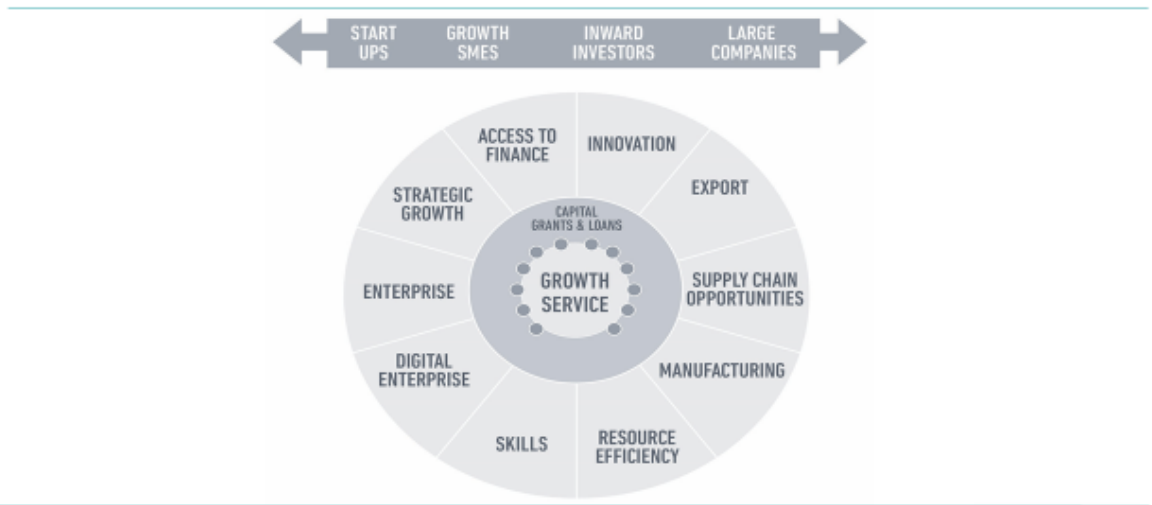 START
UPS
GROWTH
SMES
INWARD
INVESTORS
LARGE
COMPANIES
ACCESS TO
FINANCE
INNOVATION
EXPORT
SUPPLY CHAIN
OPPORTUNITIES
MANUFACTURING
RESOURCE
EFFICIENCY
SKILLS
DIGITAL
ENTERPRISE
ENTERPRISE
STRATEGIC
GROWTH
CAPITAL
GRANTS & LOANS
GROWTH
SERVICE